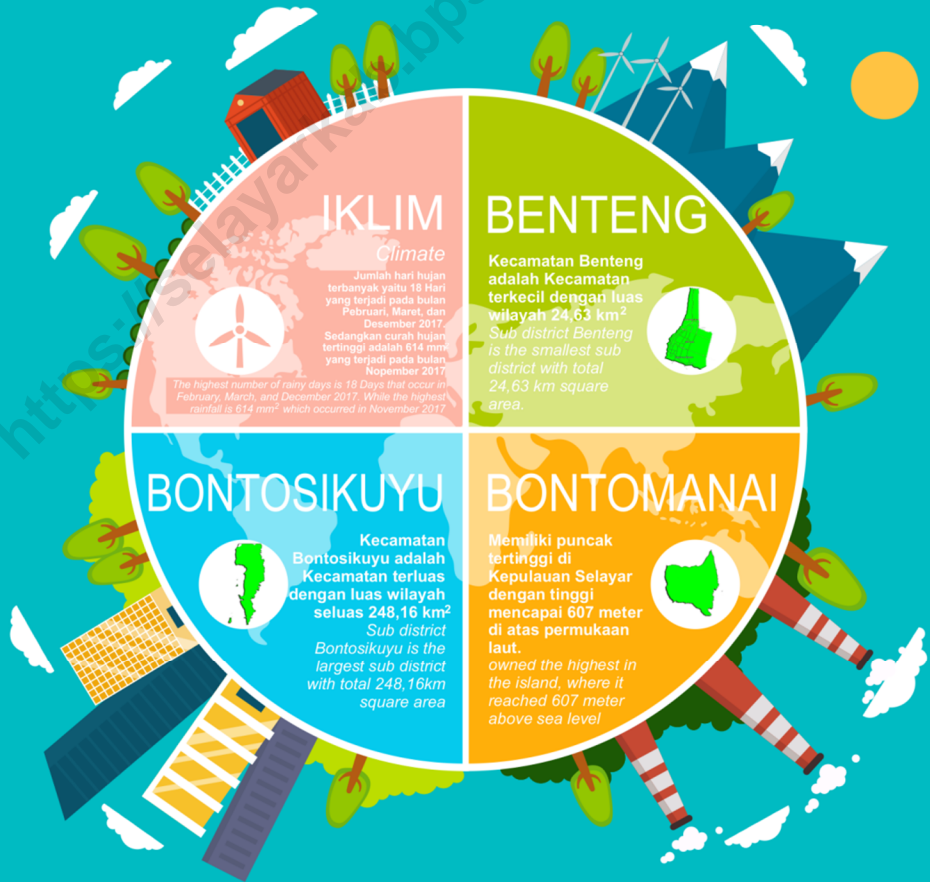 https://selayarkab.bps
IKLIM
Climate
Jumlah hari hujan
terbanyak yaitu 18 Hari
yang terjadi pada bulan
Pebruari, Maret, dan
Desember 2017.
Sedangkan curah hujan
tertinggi adalah 614 mm
yang terjadi pada bulan
Nopember 2017
The highest number of rainy days is 18 Days that occur in
February, March, and December 2017. While the highest
rainfall is 614 mm² which occurred in November 2017
BENTENG
Kecamatan Benteng
adalah Kecamatan
terkecil dengan luas
wilayah 24,63 km²
Sub district Benteng
is the smallest sub
district with total
24,63 km square
area.
BONTOSIKUYU
Kecamatan
Bontosikuyu adalah
Kecamatan terluas
dengan luas wilayah
seluas 248,16 km²
Sub district
Bontosikuyu is the
largest sub district
with total 248,16km
square area
BONTOMANAI
Memiliki puncak
tertinggi di
Kepulauan Selayar
dengan tinggi
mencapai 607 meter
di atas permukaan
laut.
owned the highest in
the island, where it
reached 607 meter
above sea level